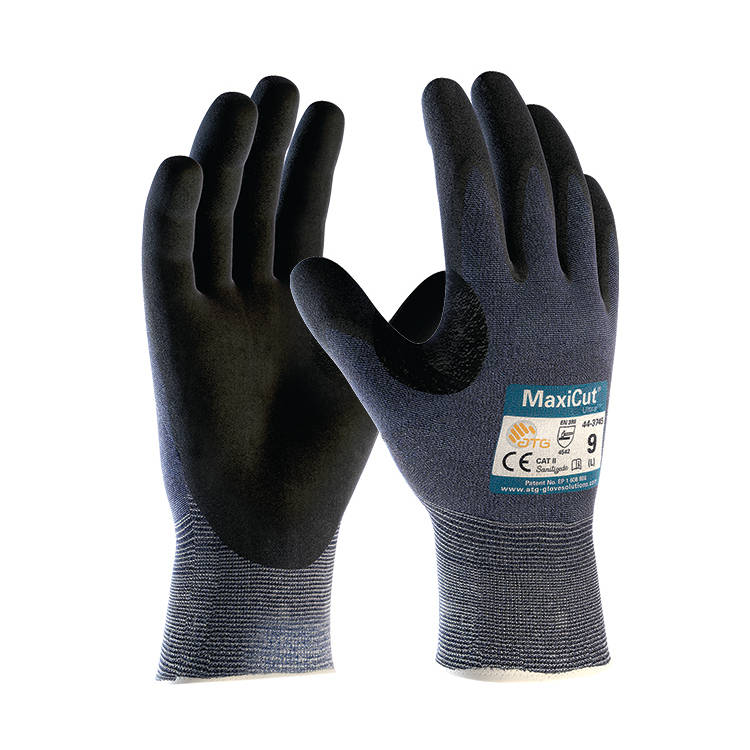 MaxiCut®
Ultra™
ATG
EN 388
4542
44-3745
9
(L)
CE
CAT II
Sanitized®
Patent No. EP 1 608 808
www.atg-glovesolutions.com